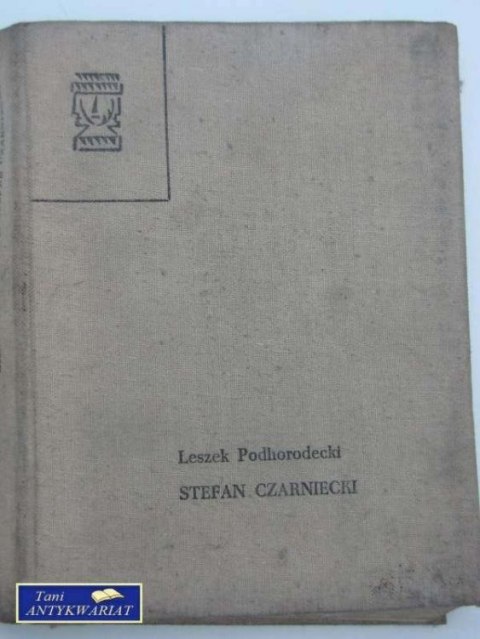 Leszek Podhorodecki
STEFAN CZARNIECKI
Tani
ANTYKWARIAT